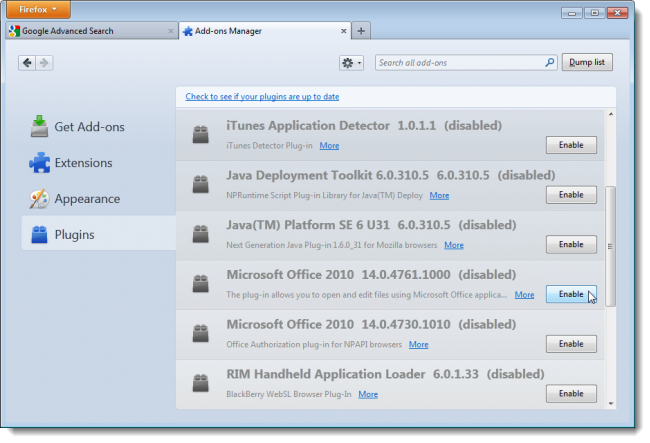 Firefox
Google Advanced Search
Add-ons Manager
Search all add-ons
Dump list
Check to see if your plugins are up to date
Get Add-ons
Extensions
Appearance
Plugins
iTunes Application Detector 1.0.1.1 (disabled)
iTunes Detector Plug-in More
Enable
Java Deployment Toolkit 6.0.310.5 6.0.310.5 (disabled)
NPRuntime Script Plug-in Library for Java(TM) Deploy More
Enable
Java(TM) Platform SE 6 U31 6.0.310.5 (disabled)
Next Generation Java Plug-in 1.6.0_31 for Mozilla browsers More
Enable
Microsoft Office 2010 14.0.4761.1000 (disabled)
The plug-in allows you to open and edit files using Microsoft Office applica... More
Enable
Microsoft Office 2010 14.0.4730.1010 (disabled)
Office Authorization plug-in for NPAPI browsers More
Enable
RIM Handheld Application Loader 6.0.1.33 (disabled)
BlackBerry WebSL Browser Plug-In More
Enable